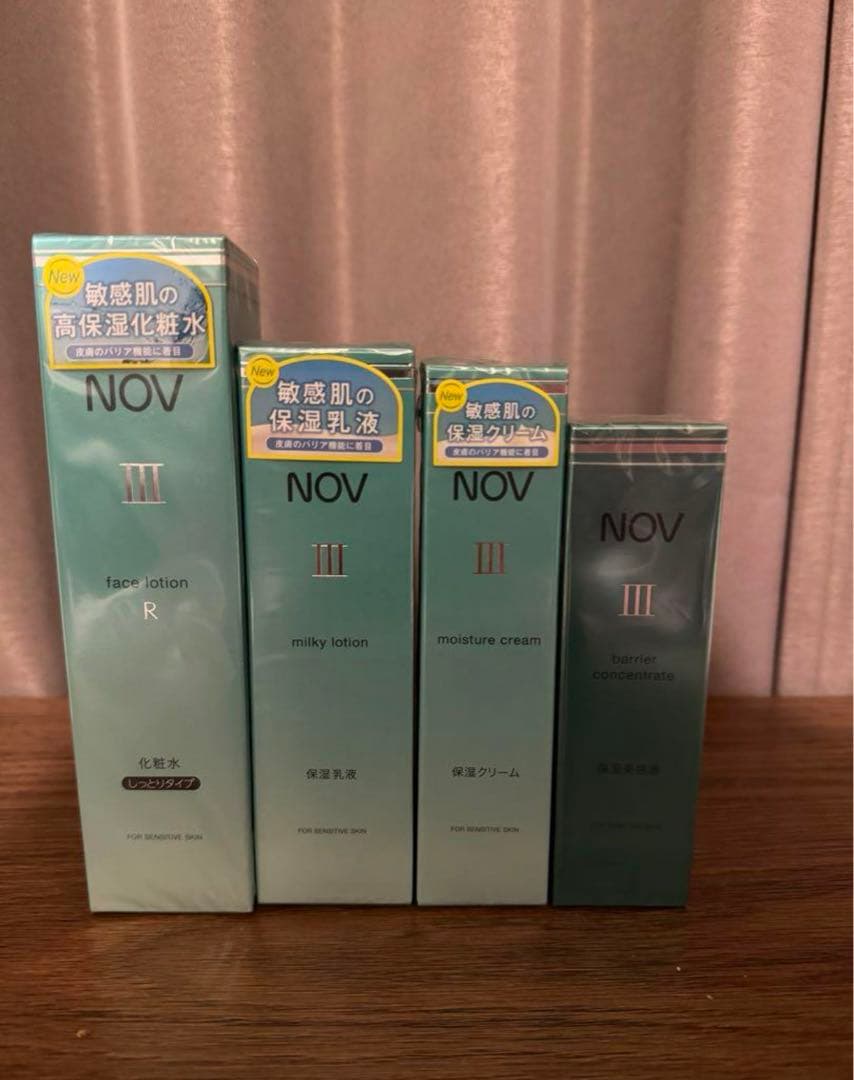 New
敏感肌の
高保湿化粧水
皮膚のバリア機能に着目
NOV
III
face lotion
R
化粧水
しっとりタイプ
FOR SENSITIVE SKIN
New
敏感肌の
保湿乳液
皮膚のバリア機能に着目
NOV
III
milky lotion
保湿乳液
FOR SENSITIVE SKIN
New
敏感肌の
保湿クリーム
皮膚のバリア機能に着目
NOV
III
moisture cream
保湿クリーム
FOR SENSITIVE SKIN
NOV
III
barrier
concentrate
保湿美容液